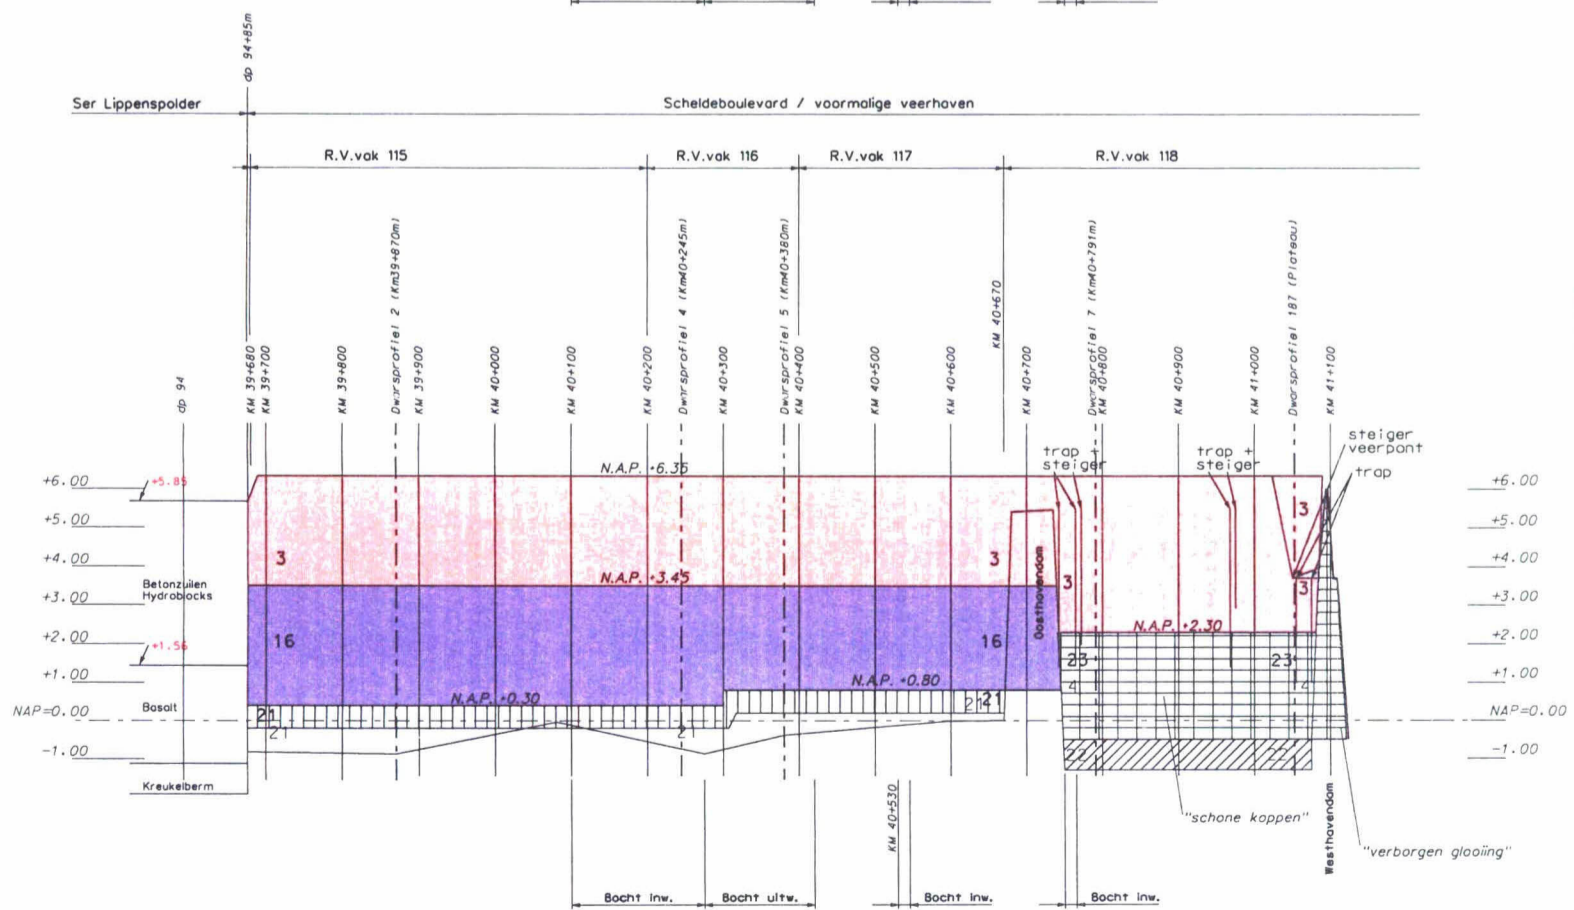 dp 94+85m
Ser Lippenspolder
Scheldeboulevard / voormalige veerhaven
R.V.vak 115
R.V.vak 116
R.V.vak 117
R.V.vak 118
dp 94
KM 39+680
KM 39+700
KM 39+800
Dwarsprofiel 2 (Km39+870m)
KM 39+900
KM 40+000
KM 40+100
KM 40+200
Dwarsprofiel 4 (Km40+245m)
KM 40+300
Dwarsprofiel 5 (Km40+380m)
KM 40+400
KM 40+500
KM 40+600
KM 40+670
KM 40+700
Dwarsprofiel 7 (Km40+791m)
KM 40+800
KM 40+900
KM 41+000
Dwarsprofiel 187 (Plateau)
KM 41+100
steiger
veerpont
trap
trap +
steiger
trap +
steiger
N.A.P. +6.35
+6.00
+5.85
+6.00
+5.00
3
+5.00
+4.00
3
3
+4.00
N.A.P. +3.45
Oosthavendam
3
3
Betonzuilen
Hydroblocks
+3.00
+3.00
+2.00
+1.56
16
16
N.A.P. +2.30
+2.00
23
23
+1.00
N.A.P. +0.80
4
4
+1.00
N.A.P. +0.30
21
21
NAP=0.00
Basalt
21
21
21
NAP=0.00
-1.00
22
22
-1.00
Kreukelberm
KM 40+530
"schone koppen"
Westhavendam
"verborgen glooiing"
Bocht inw.
Bocht uitw.
Bocht inw.
Bocht inw.